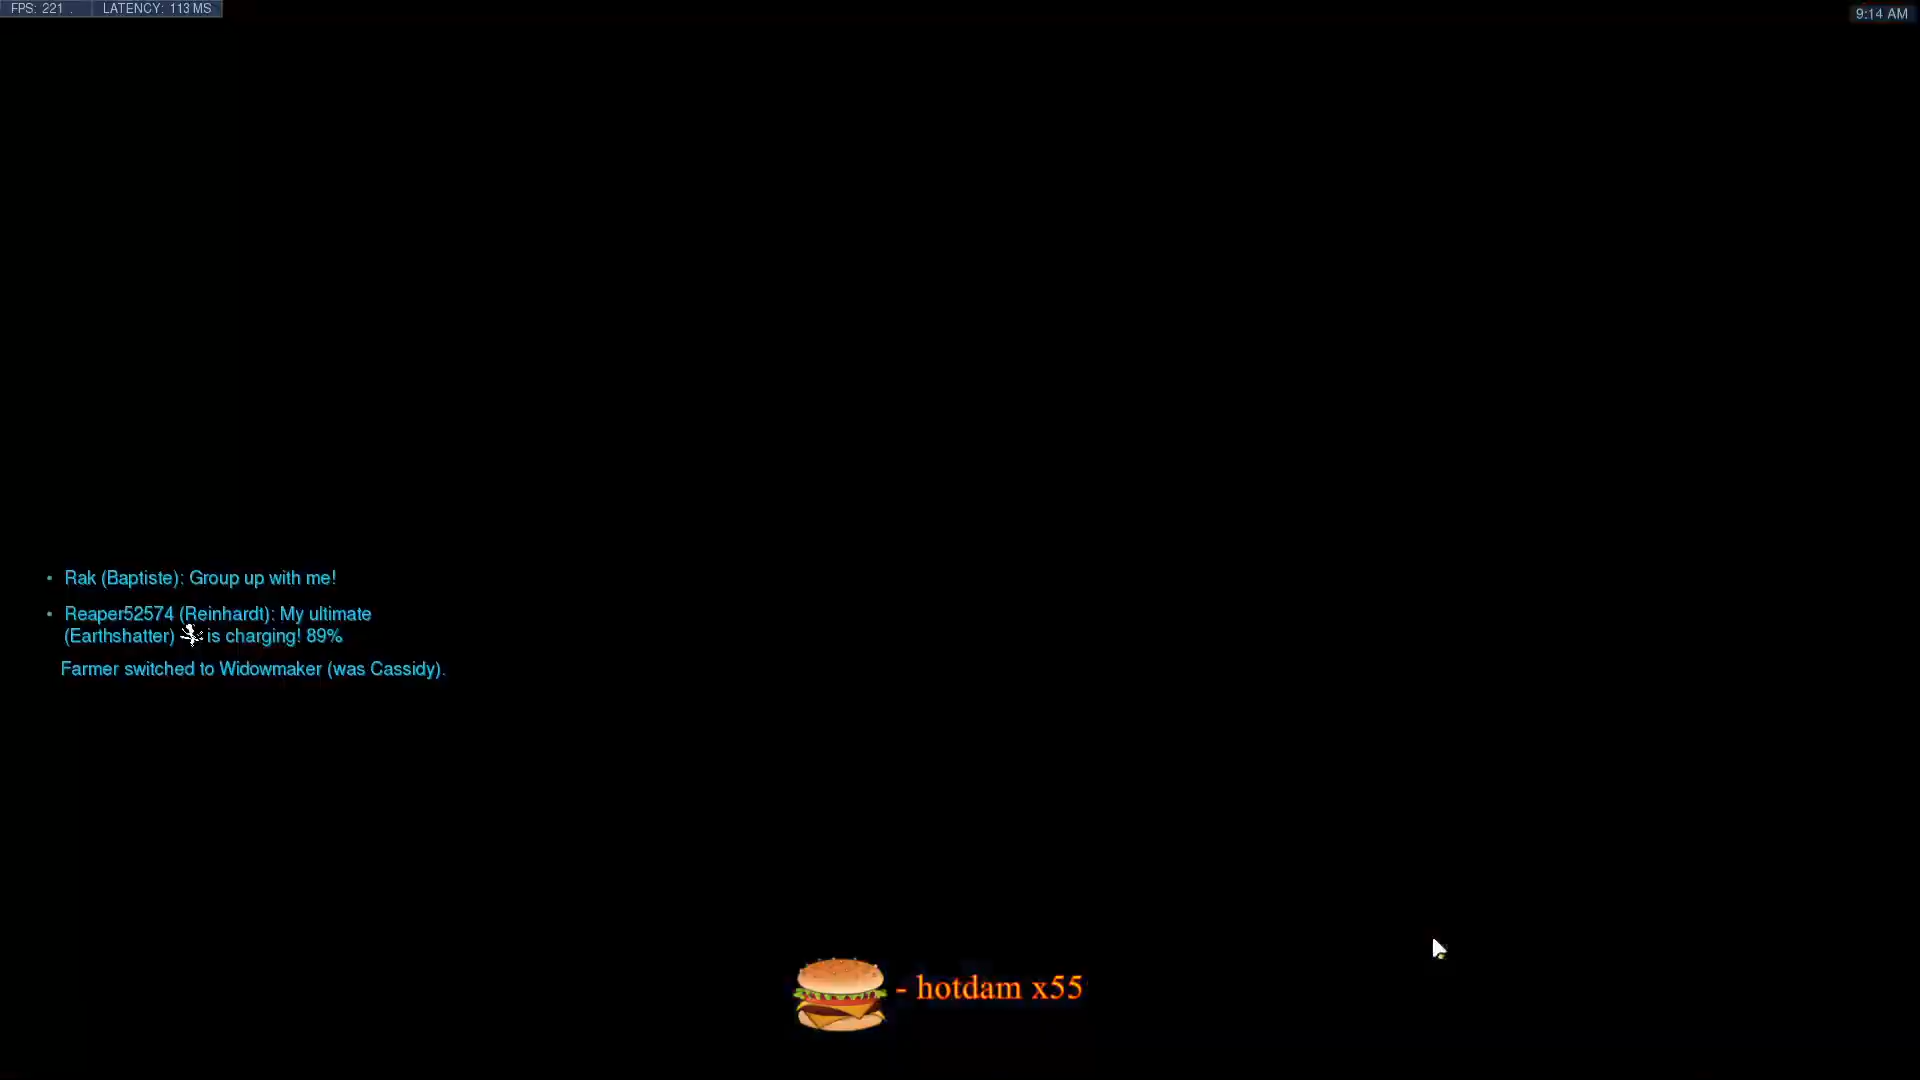 FPS: 221 . LATENCY: 113 MS
9:14 AM
• Rak (Baptiste): Group up with me!
• Reaper52574 (Reinhardt): My ultimate
(Earthshatter) is charging! 89%
Farmer switched to Widowmaker (was Cassidy).
- hotdam x55